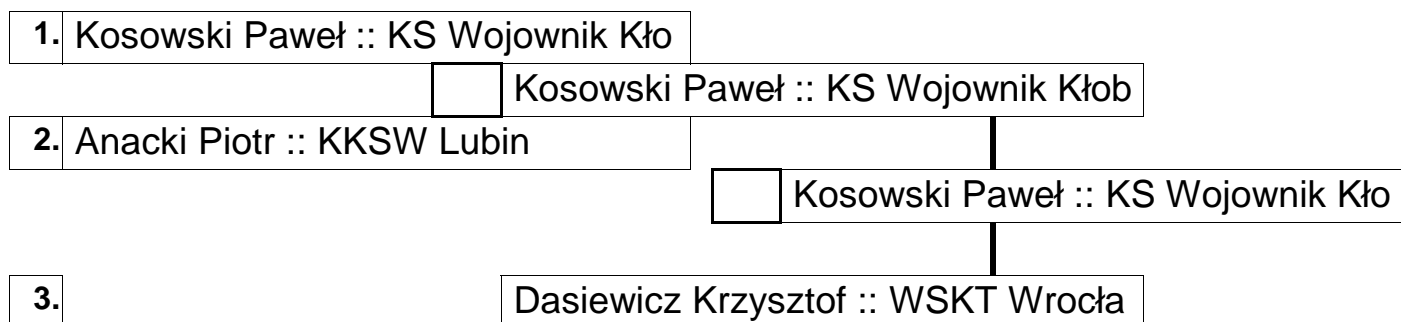 1. Kosowski Paweł :: KS Wojownik Kło
Kosowski Paweł :: KS Wojownik Kłob
2. Anacki Piotr :: KKSW Lubin
Kosowski Paweł :: KS Wojownik Kło
3. Dasiewicz Krzysztof :: WSKT Wrocła